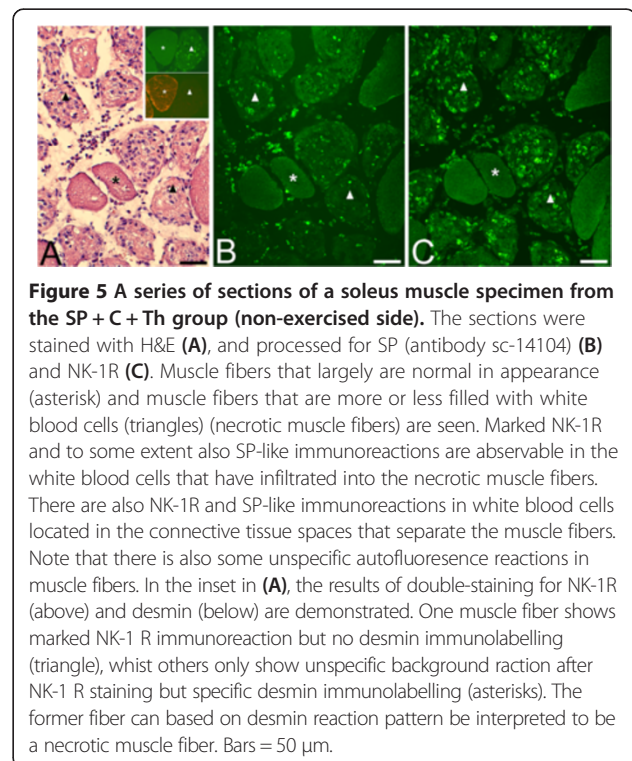 A
B
C
Figure 5 A series of sections of a soleus muscle specimen from
the SP + C + Th group (non-exercised side). The sections were
stained with H&E (A), and processed for SP (antibody sc-14104) (B)
and NK-1R (C). Muscle fibers that largely are normal in appearance
(asterisk) and muscle fibers that are more or less filled with white
blood cells (triangles) (necrotic muscle fibers) are seen. Marked NK-1R
and to some extent also SP-like immunoreactions are observable in the
white blood cells that have infiltrated into the necrotic muscle fibers.
There are also NK-1R and SP-like immunoreactions in white blood cells
located in the connective tissue spaces that separate the muscle fibers.
Note that there is also some unspecific autofluoresence reactions in
muscle fibers. In the inset in (A), the results of double-staining for NK-1R
(above) and desmin (below) are demonstrated. One muscle fiber shows
marked NK-1 R immunoreaction but no desmin immunolabelling
(triangle), whist others only show unspecific background raction after
NK-1 R staining but specific desmin immunolabelling (asterisks). The
former fiber can based on desmin reaction pattern be interpreted to be
a necrotic muscle fiber. Bars = 50 μm.